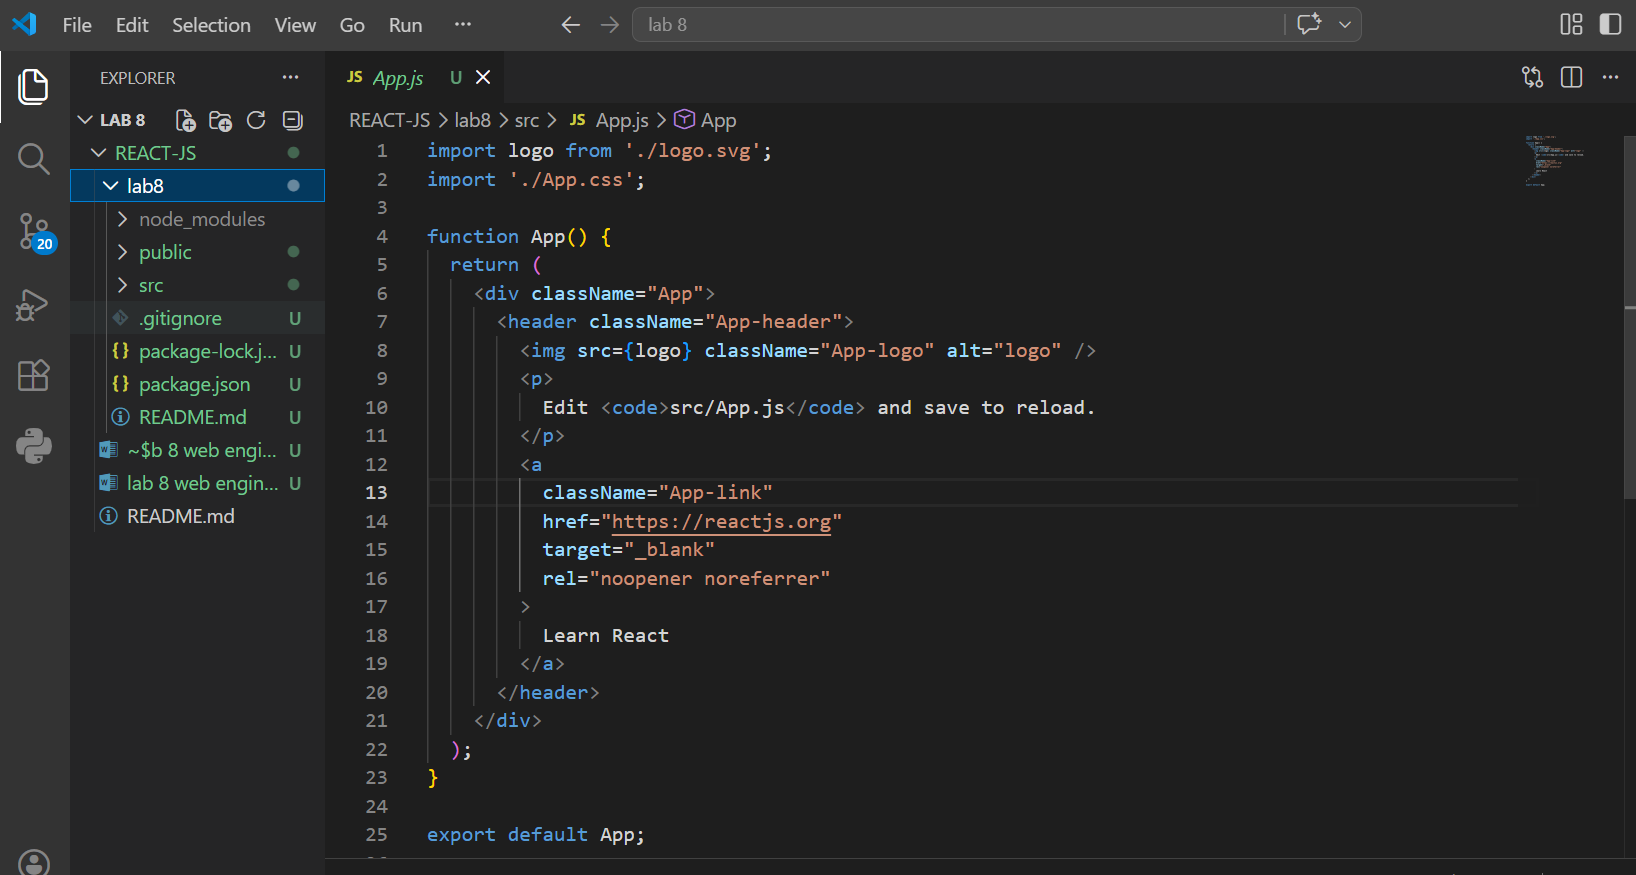 File Edit Selection View Go Run ··· lab 8
EXPLORER ···
LAB 8
REACT-JS
lab8
node_modules
public
src
.gitignore U
{} package-lock.j... U
{} package.json U
README.md U
~$b 8 web engi... U
lab 8 web engin... U
README.md
20
JS App.js U
REACT-JS > lab8 > src > JS App.js > App
1 import logo from './logo.svg';
2 import './App.css';
3
4 function App() {
5 return (
6 <div className="App">
7 <header className="App-header">
8 <img src={logo} className="App-logo" alt="logo" />
9 <p>
10 Edit <code>src/App.js</code> and save to reload.
11 </p>
12 <a
13 className="App-link"
14 href="https://reactjs.org"
15 target="_blank"
16 rel="noopener noreferrer"
17 >
18 Learn React
19 </a>
20 </header>
21 </div>
22 );
23 }
24
25 export default App;